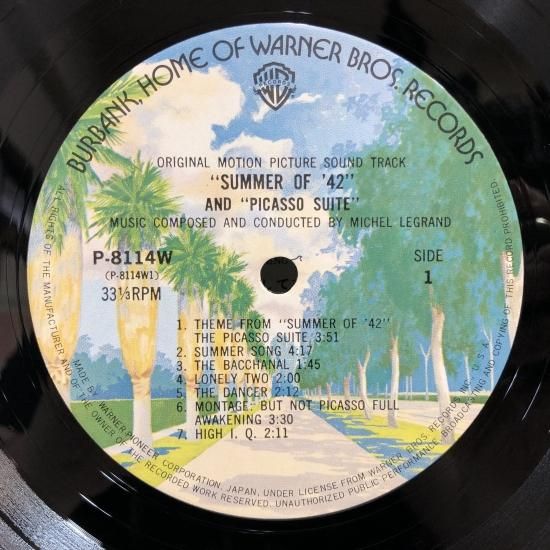 BURBANK, HOME OF WARNER BROS. RECORDS
WB
RECORDS
ORIGINAL MOTION PICTURE SOUND TRACK
"SUMMER OF '42"
AND "PICASSO SUITE"
MUSIC COMPOSED AND CONDUCTED BY MICHEL LEGRAND
P-8114W
(P-8114W1)
33⅓RPM
SIDE
1
1. THEME FROM "SUMMER OF '42"
THE PICASSO SUITE 3:51
2. SUMMER SONG 4:17
3. THE BACCHANAL 1:45
4. LONELY TWO 2:00
5. THE DANCER 2:12
6. MONTAGE: BUT NOT PICASSO FULL
AWAKENING 3:30
7. HIGH I. Q. 2:11
MADE BY WARNER-PIONEER CORPORATION, JAPAN, UNDER LICENSE FROM WARNER BROS. RECORDS INC., U.S.A.
ALL RIGHTS OF THE MANUFACTURER AND OF THE OWNER OF THE RECORDED WORK RESERVED. UNAUTHORIZED PUBLIC PERFORMANCE, BROADCASTING AND COPYING OF THIS RECORD PROHIBITED.